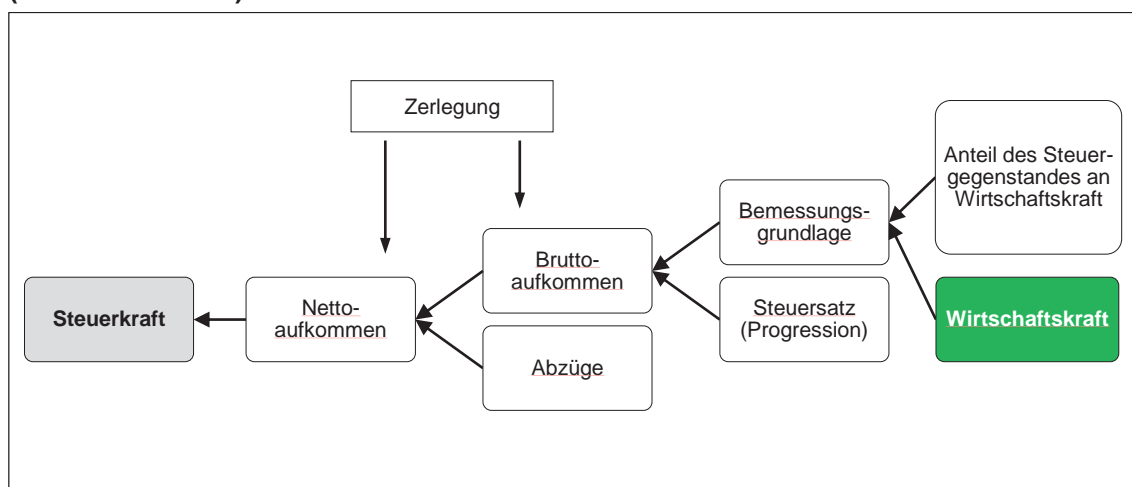 Zerlegung
Anteil des Steuer-
gegenstandes an
Wirtschaftskraft
Bemessungs-
grundlage
Brutto-
aufkommen
Steuerkraft
Netto-
aufkommen
Steuersatz
(Progression)
Wirtschaftskraft
Abzüge